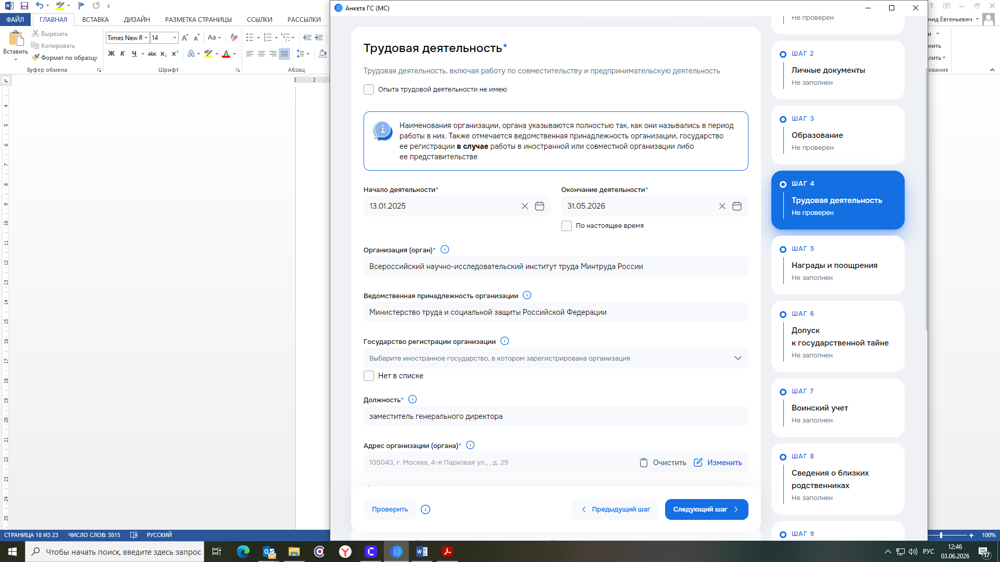 Анкета ГС (МС)
ФАЙЛ
ГЛАВНАЯ
ВСТАВКА
ДИЗАЙН
РАЗМЕТКА СТРАНИЦЫ
ССЫЛКИ
РАССЫЛКИ
нид Евгеньевич
Вставить
Вырезать
Копировать
Формат по образцу
Буфер обмена
Times New R
14
Шрифт
Абзац
Трудовая деятельность*
Трудовая деятельность, включая работу по совместительству и предпринимательскую деятельность
Опыта трудовой деятельности не имею
Наименования организации, органа указываются полностью так, как они назывались в период
работы в них. Также отмечается ведомственная принадлежность организации, государство
ее регистрации в случае работы в иностранной или совместной организации либо
ее представительстве
Начало деятельности*
13.01.2025
Окончание деятельности*
31.05.2026
По настоящее время
Организация (орган)*
Всероссийский научно-исследовательский институт труда Минтруда России
Ведомственная принадлежность организации
Министерство труда и социальной защиты Российской Федерации
Государство регистрации организации
Выберите иностранное государство, в котором зарегистрирована организация
Нет в списке
Должность*
заместитель генерального директора
Адрес организации (органа)*
105043, г. Москва, 4-я Парковая ул., , д. 29
Очистить
Изменить
Проверить
Предыдущий шаг
Следующий шаг
Не проверен
ШАГ 2
Личные документы
Не заполнен
ШАГ 3
Образование
Не проверен
ШАГ 4
Трудовая деятельность
Не проверен
ШАГ 5
Награды и поощрения
Не заполнен
ШАГ 6
Допуск
к государственной тайне
Не заполнен
ШАГ 7
Воинский учет
Не заполнен
ШАГ 8
Сведения о близких
родственниках
Не заполнен
ШАГ 9
СТРАНИЦА 18 ИЗ 23
ЧИСЛО СЛОВ: 3815
РУССКИЙ
100%
Чтобы начать поиск, введите здесь запрос
РУС
12:46
03.06.2026
17